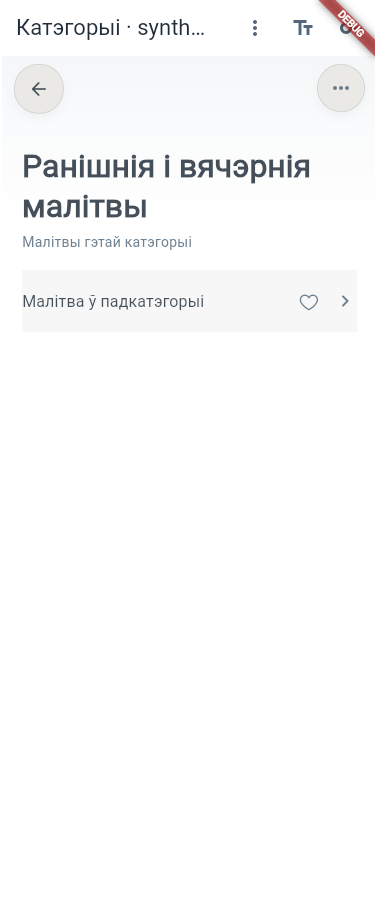 Катэгорыі · synth…
DEBUG
Ранішнія і вячэрнія
малітвы
Малітвы гэтай катэгорыі
Малітва ў падкатэгорыі